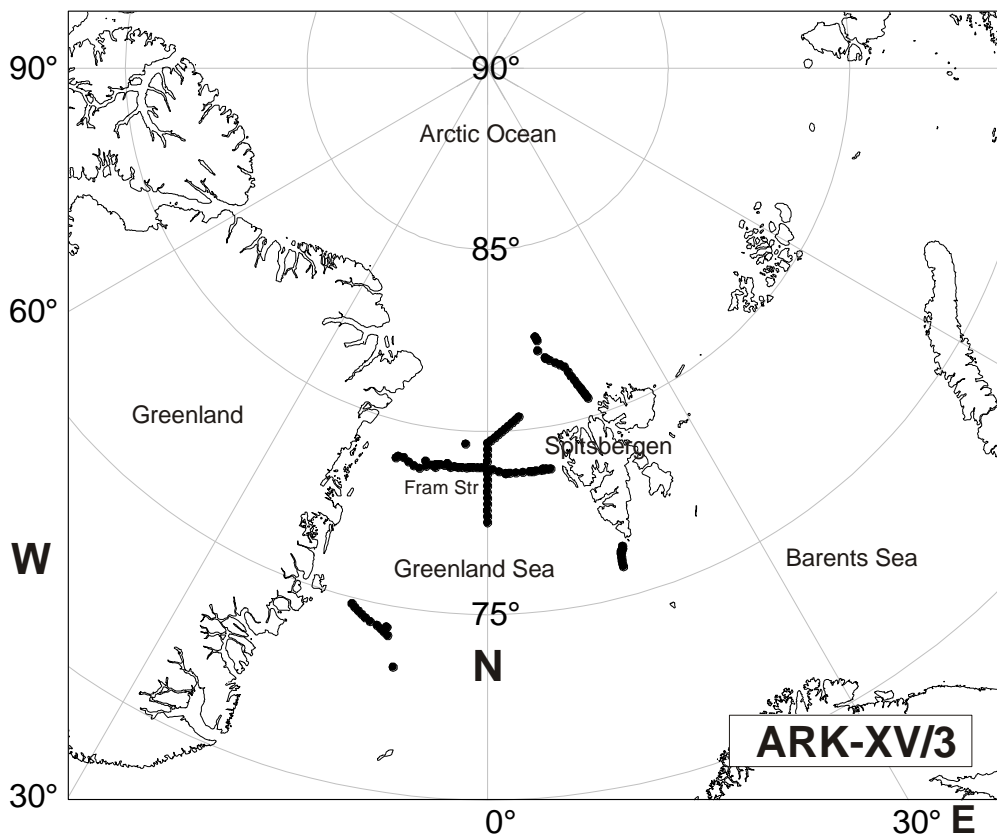 90°
90°
Arctic Ocean
85°
60°
Greenland
Spitsbergen
Fram Str
W
Greenland Sea
Barents Sea
75°
N
ARK-XV/3
30°
0°
30° E